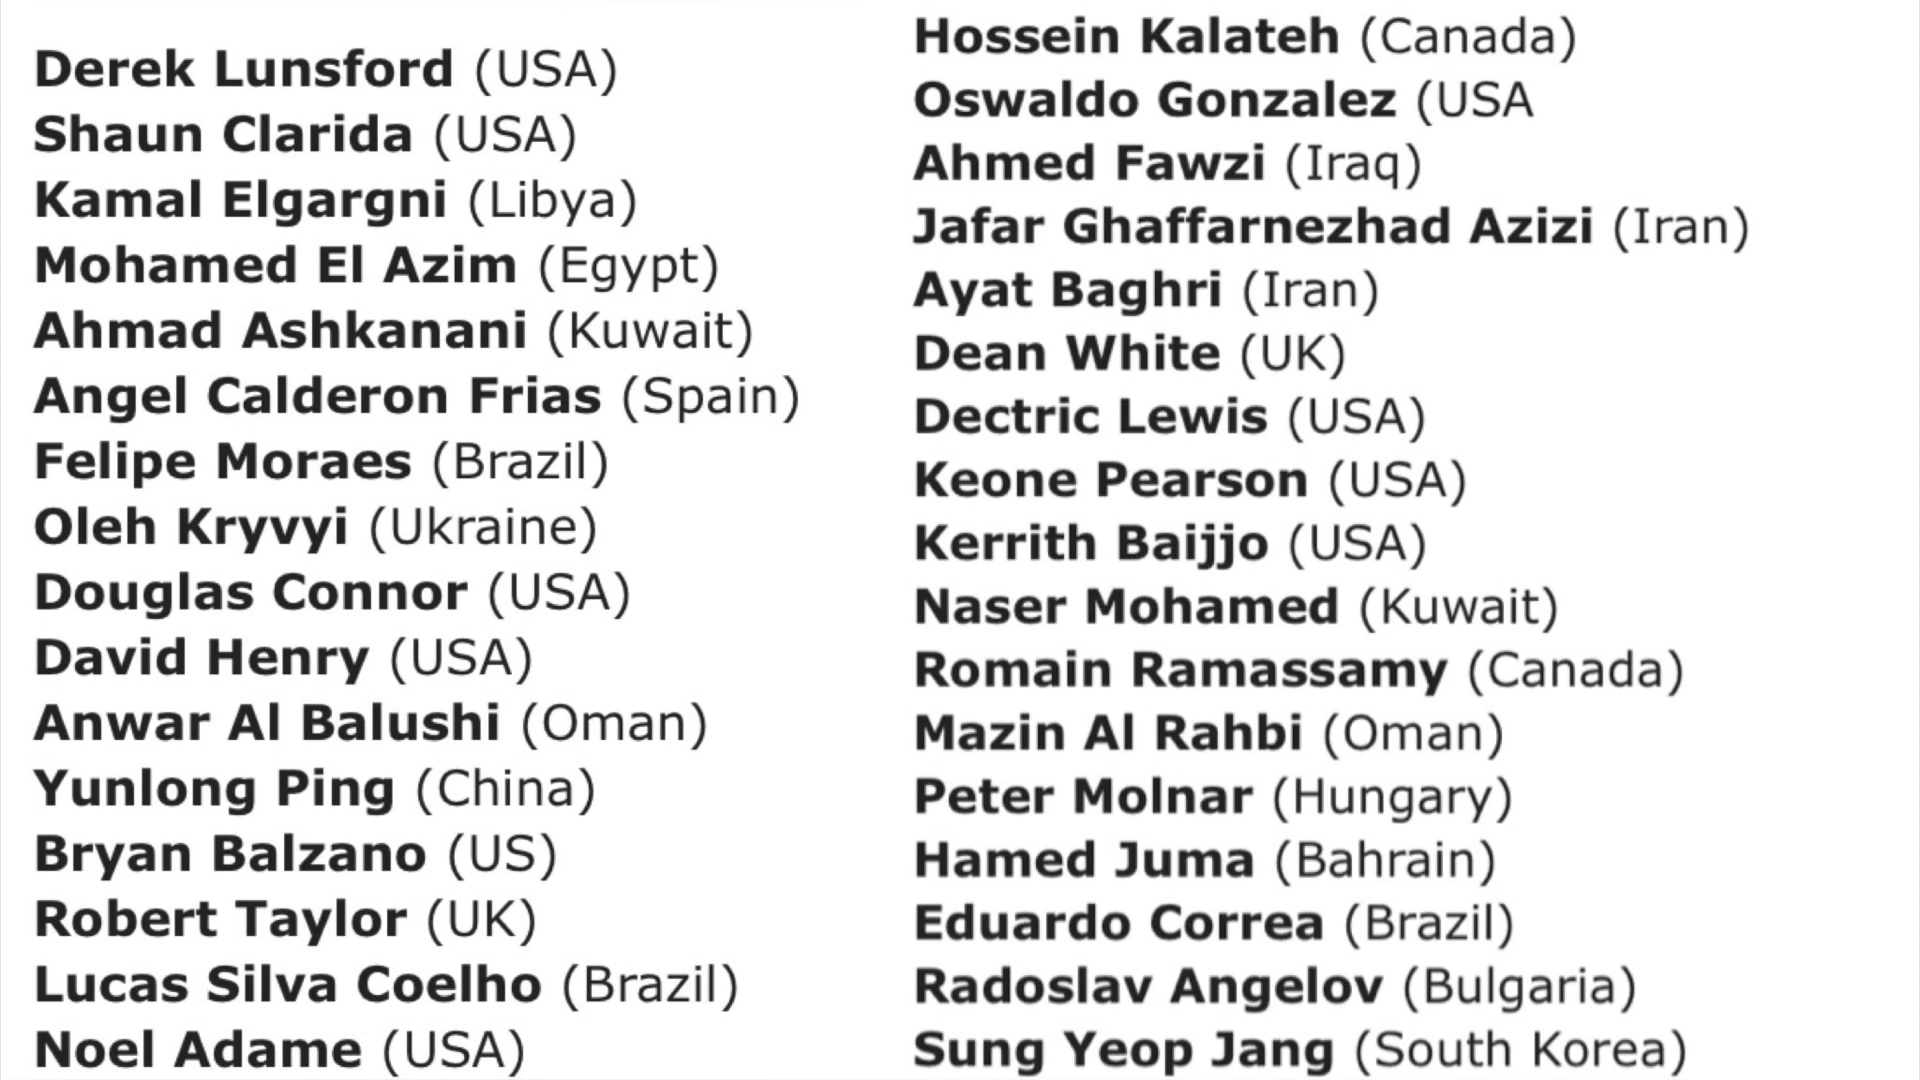 Derek Lunsford (USA)
Shaun Clarida (USA)
Kamal Elgargni (Libya)
Mohamed El Azim (Egypt)
Ahmad Ashkanani (Kuwait)
Angel Calderon Frias (Spain)
Felipe Moraes (Brazil)
Oleh Kryvyi (Ukraine)
Douglas Connor (USA)
David Henry (USA)
Anwar Al Balushi (Oman)
Yunlong Ping (China)
Bryan Balzano (US)
Robert Taylor (UK)
Lucas Silva Coelho (Brazil)
Noel Adame (USA)
Hossein Kalateh (Canada)
Oswaldo Gonzalez (USA
Ahmed Fawzi (Iraq)
Jafar Ghaffarnezhad Azizi (Iran)
Ayat Baghri (Iran)
Dean White (UK)
Dectric Lewis (USA)
Keone Pearson (USA)
Kerrith Baijjo (USA)
Naser Mohamed (Kuwait)
Romain Ramassamy (Canada)
Mazin Al Rahbi (Oman)
Peter Molnar (Hungary)
Hamed Juma (Bahrain)
Eduardo Correa (Brazil)
Radoslav Angelov (Bulgaria)
Sung Yeop Jang (South Korea)